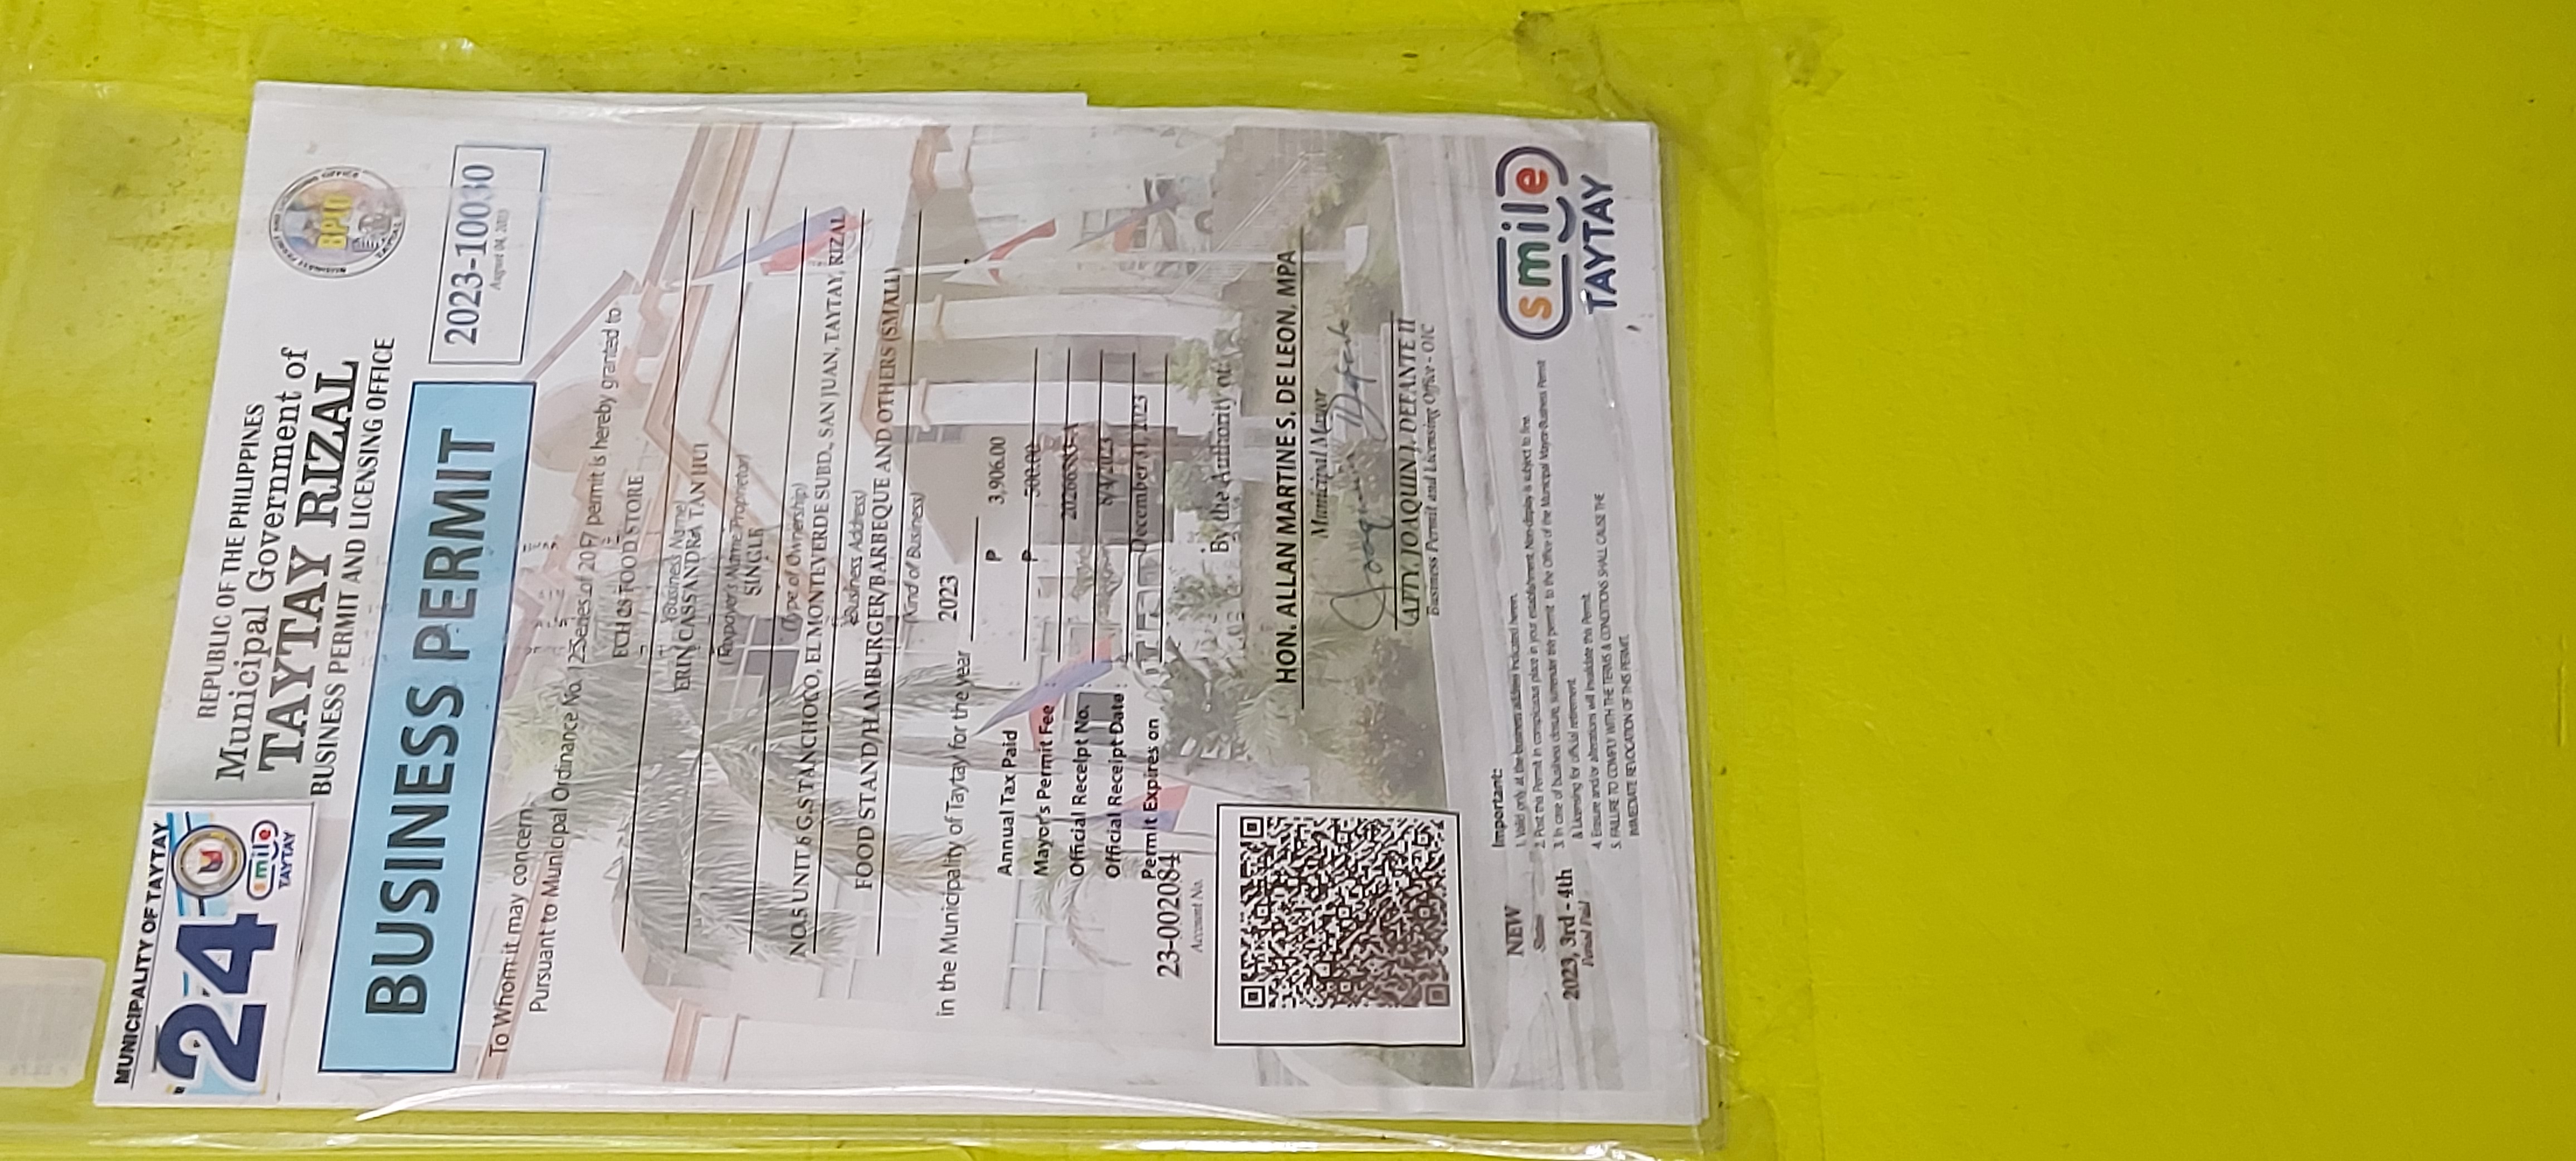 MUNICIPALITY OF TAYTAY
24
smile
TAYTAY
REPUBLIC OF THE PHILIPPINES
Municipal Government of
TAYTAY RIZAL
BUSINESS PERMIT AND LICENSING OFFICE
BPLO
BUSINESS PERMIT
2023-10030
August 04, 2023
To Whom it may concern:
Pursuant to Municipal Ordinance No. 12 Series of 2017 permit is hereby granted to
FOOD STORE
(Business Name)
ERIN CASSANDRA TAN HUI
(Taxpayer's Name Proprietor)
SINGLE
(Type of Ownership)
NO.5 UNIT G.S TANCHOCO, EL MONTEVERDE SUBD., SAN JUAN, TAYTAY, RIZAL
(Business Address)
FOOD STAND/HAMBURGER/BARBEQUE AND OTHERS (SMALL)
(Kind of Business)
in the Municipality of Taytay for the year 2023
Annual Tax Paid P 3,906.00
Mayor's Permit Fee P 500.00
Official Receipt No. :
Official Receipt Date : 8/4/2023
Permit Expires on December 31, 2023
23-002084
Account No.
By the Authority of:
HON. ALLAN MARTINE S. DE LEON, MPA
Municipal Mayor
ATTY. JOAQUIN J. DEFANTE II
Business Permit and Licensing Office - OIC
NEW
Status
2023, 3rd - 4th
Period Paid
Important:
1. Valid only at the business address indicated herein.
2. Post this Permit in conspicuous place in your establishment. Non-display is subject to fine.
3. In case of business closure, surrender this permit to the Office of the Municipal Mayor-Business Permit
& Licensing for official retirement.
4. Erasure and/or alterations will invalidate this Permit.
5. FAILURE TO COMPLY WITH THE TERMS & CONDITIONS SHALL CAUSE THE
IMMEDIATE REVOCATION OF THIS PERMIT.
smile
TAYTAY